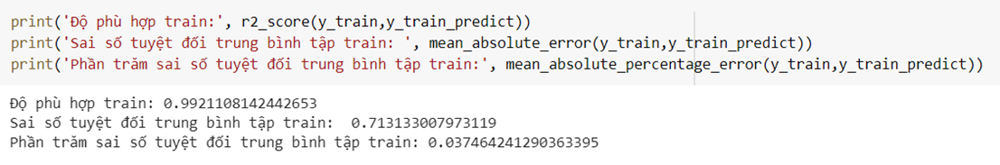 print('Độ phù hợp train:', r2_score(y_train,y_train_predict))
print('Sai số tuyệt đối trung bình tập train: ', mean_absolute_error(y_train,y_train_predict))
print('Phần trăm sai số tuyệt đối trung bình tập train:', mean_absolute_percentage_error(y_train,y_train_predict))
Độ phù hợp train: 0.9921108142442653
Sai số tuyệt đối trung bình tập train:  0.713133007973119
Phần trăm sai số tuyệt đối trung bình tập train: 0.037464241290363395